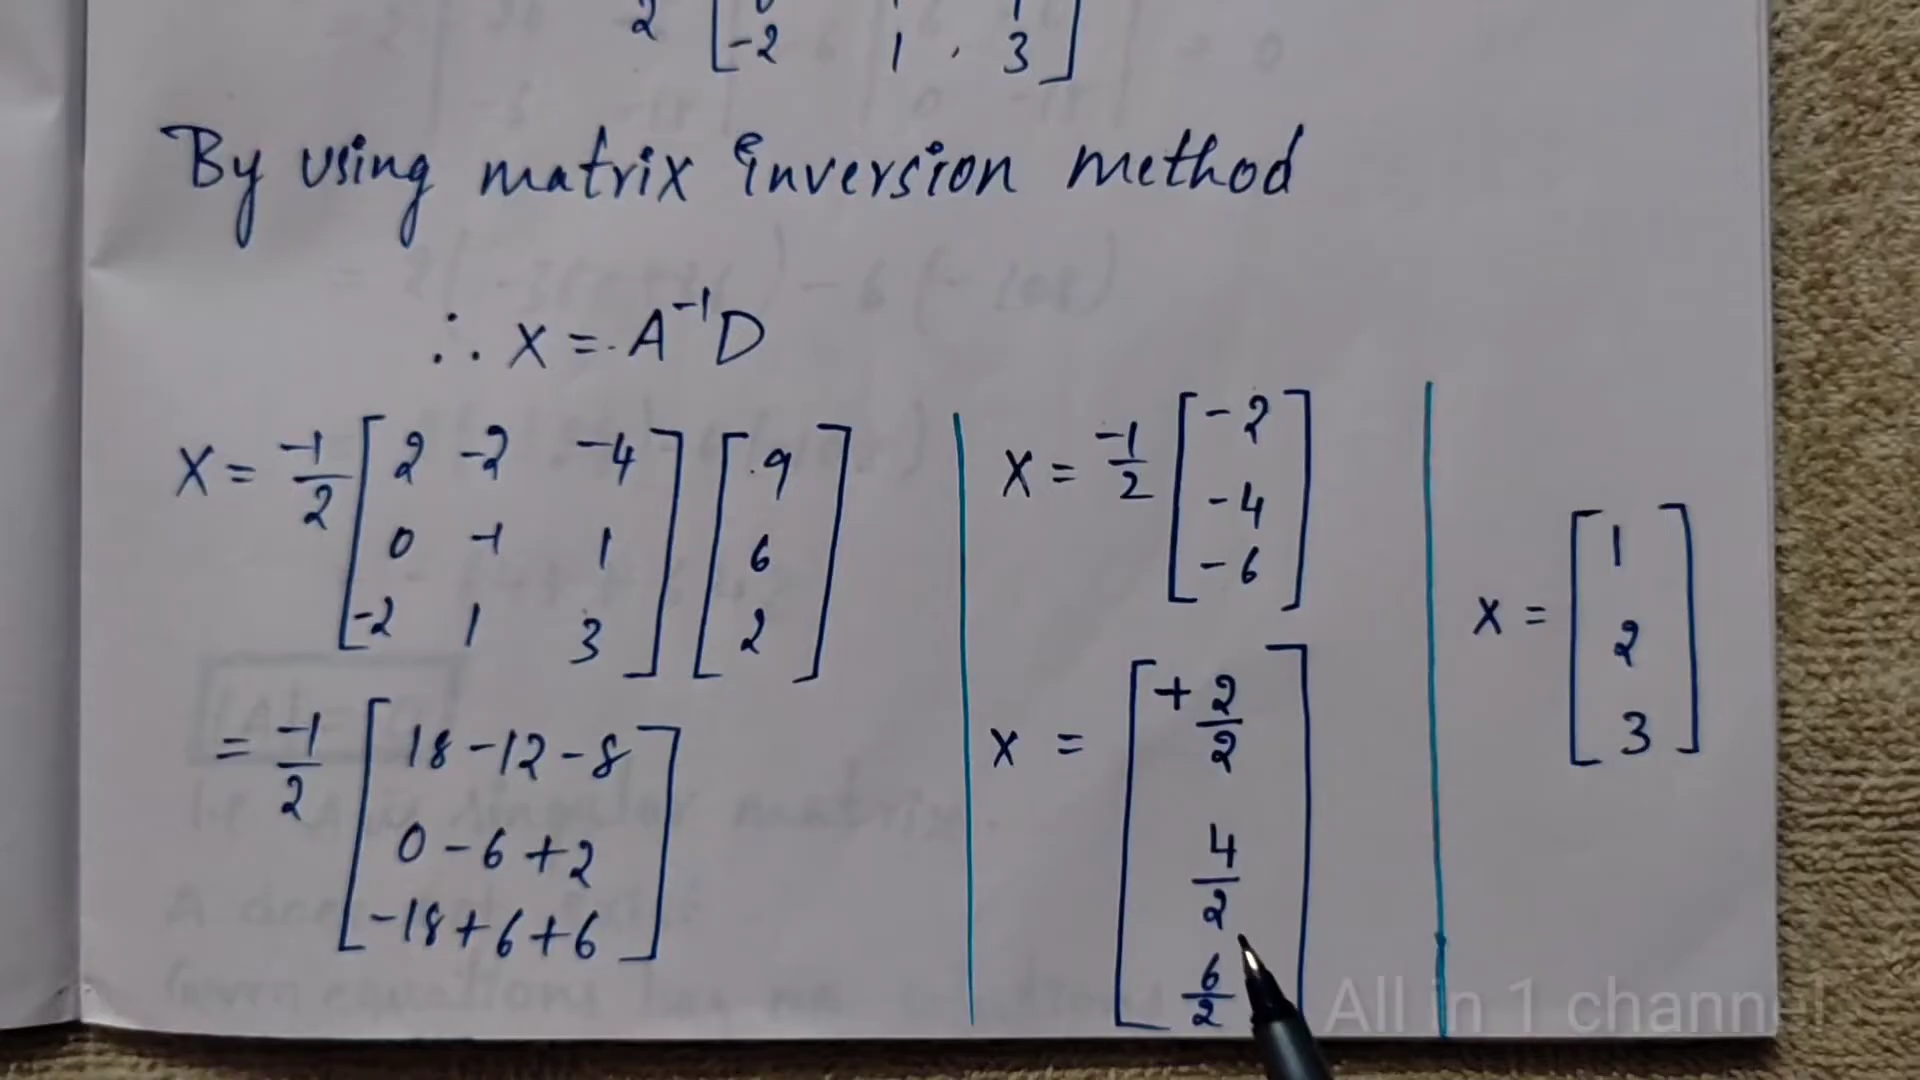 2 -2 1 3
By using matrix inversion method
∴ X = A⁻¹D
X = -1/2 [2 -2 -4
0 -1 1
-2 1 3] [9
6
2]
= -1/2 [18 -12 -8
0 -6 +2
-18 +6 +6]
X = -1/2 [-2
-4
-6]
X = [+2/2
4/2
6/2]
X = [1
2
3]
All in 1 channel